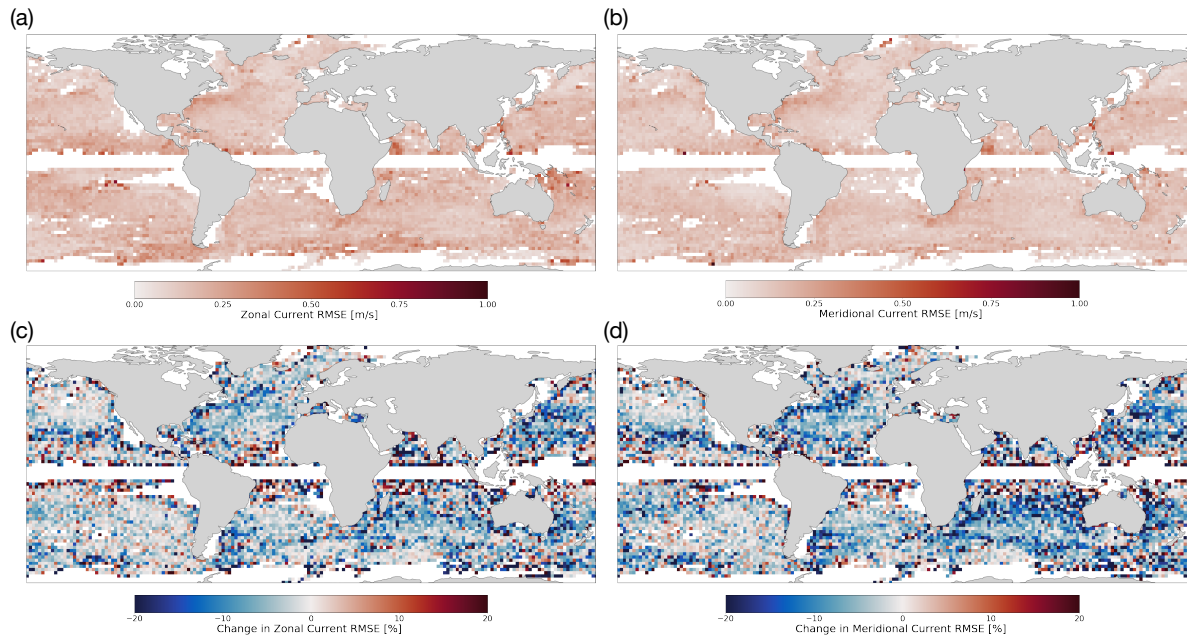 (a)
(b)
0.00 0.25 0.50 0.75 1.00
Zonal Current RMSE [m/s]
0.00 0.25 0.50 0.75 1.00
Meridional Current RMSE [m/s]
(c)
(d)
−20 −10 0 10 20
Change in Zonal Current RMSE [%]
−20 −10 0 10 20
Change in Meridional Current RMSE [%]